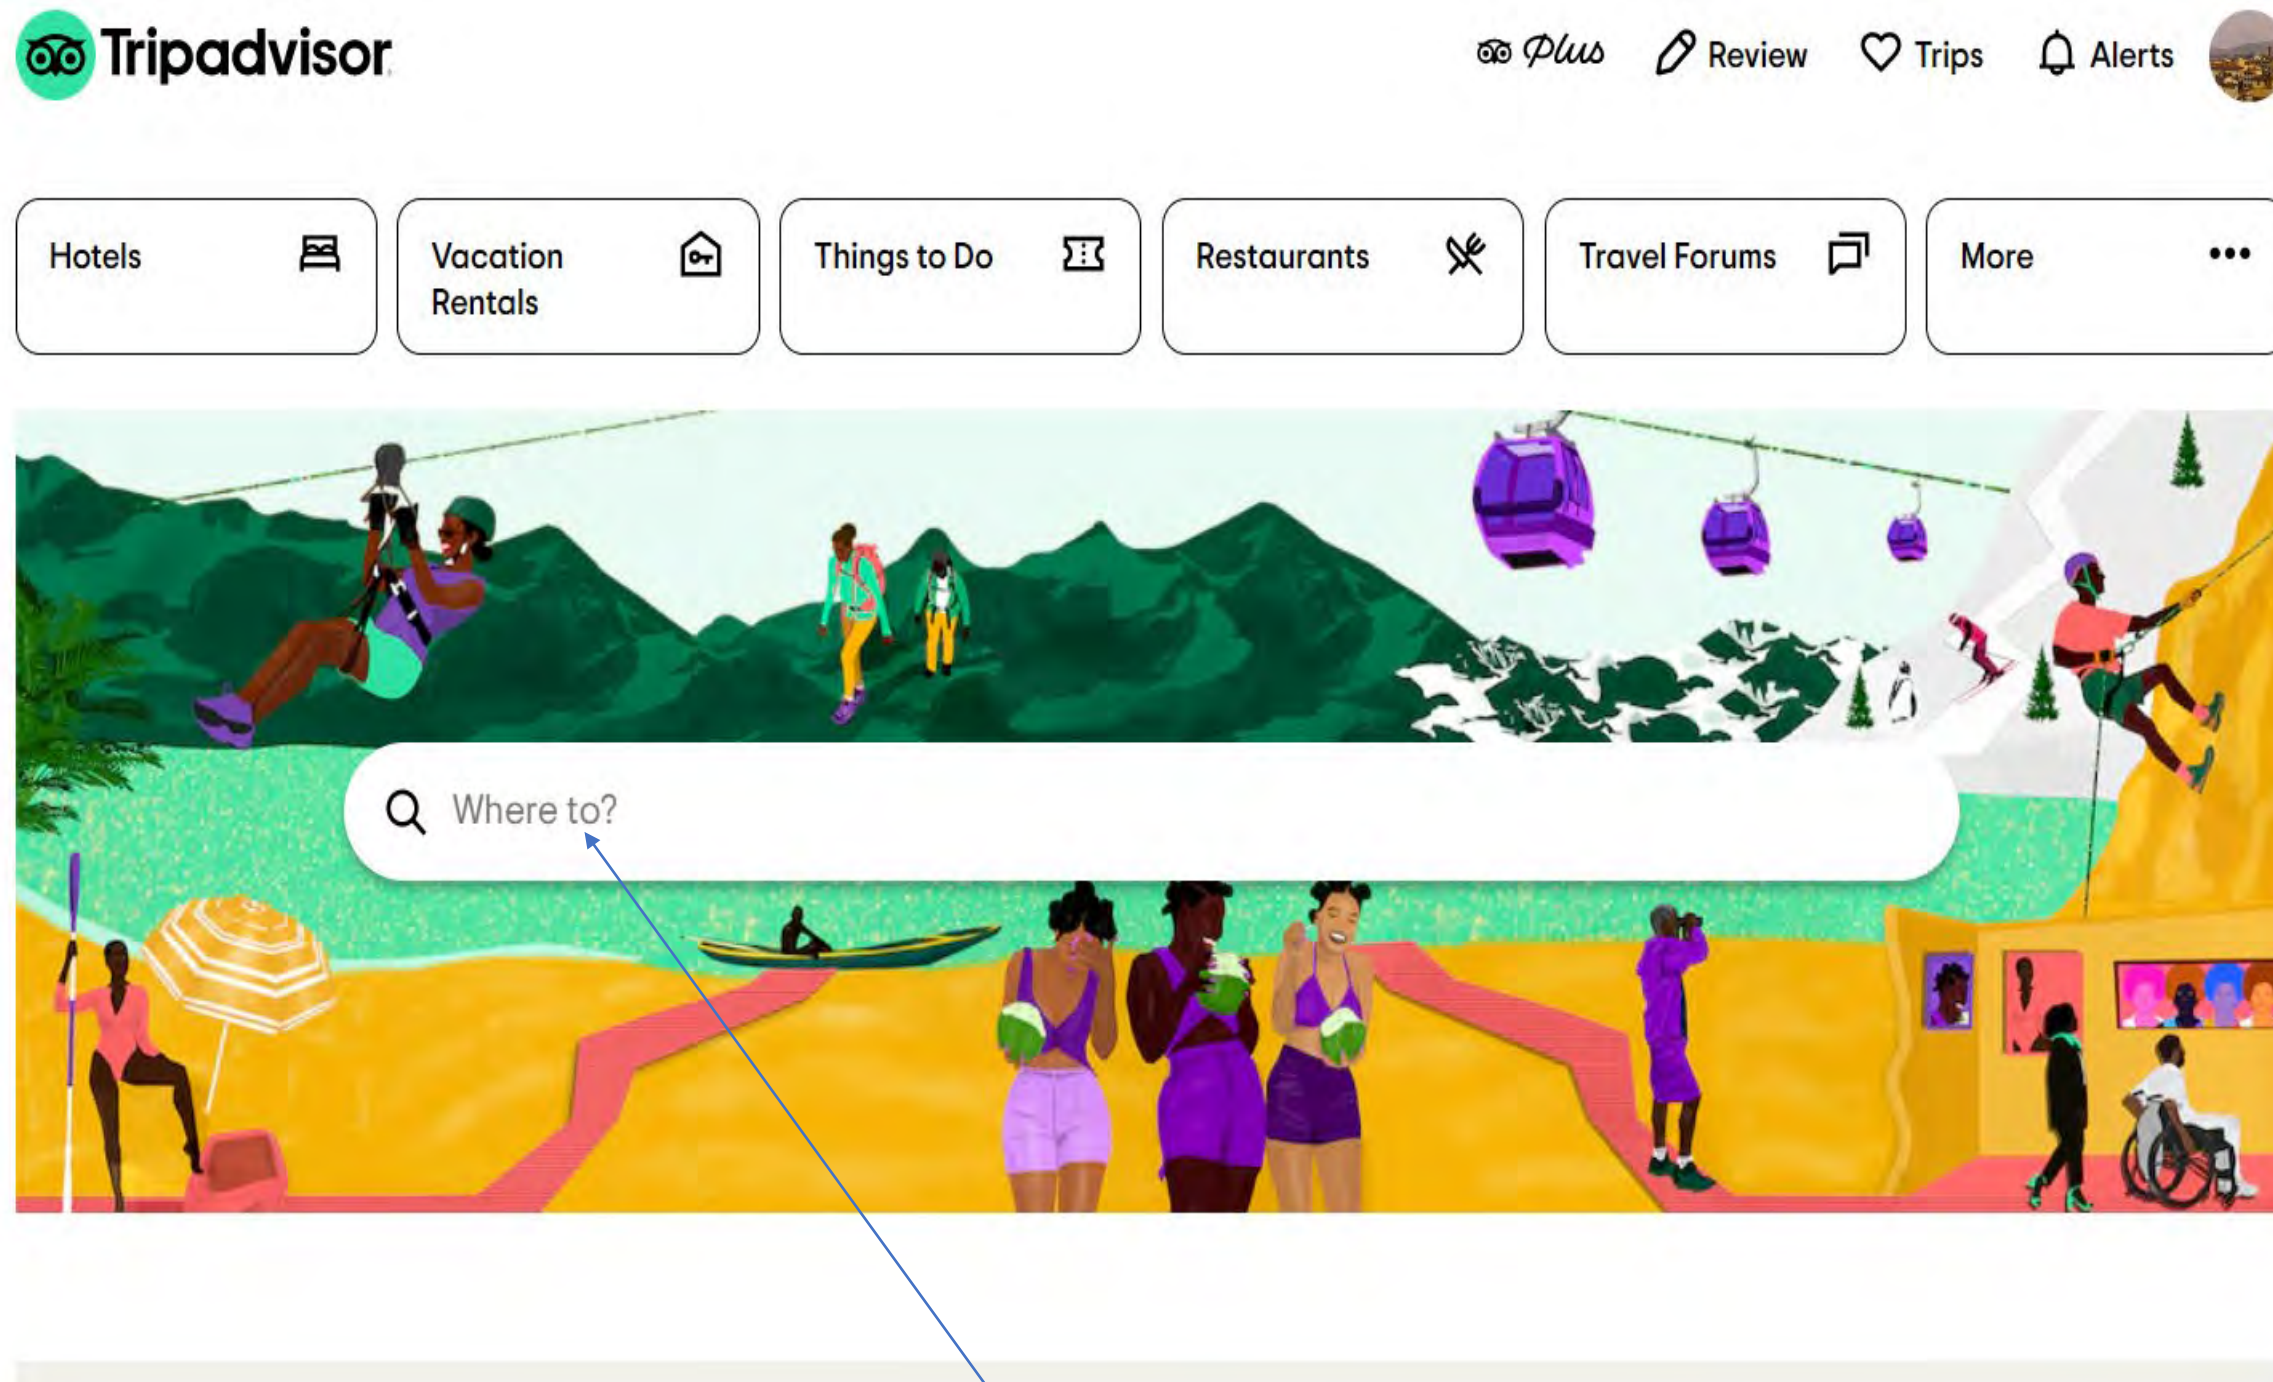 Tripadvisor
Plus
Review
Trips
Alerts
Hotels
Vacation
Rentals
Things to Do
Restaurants
Travel Forums
More
Where to?